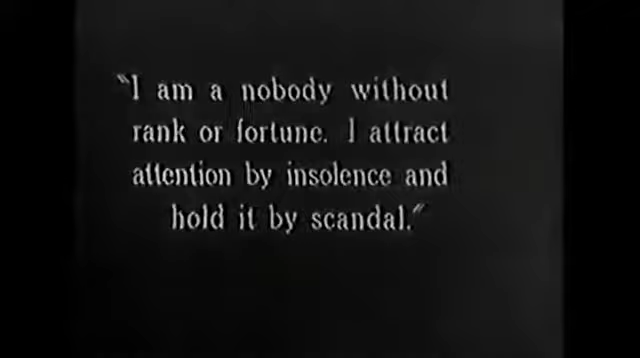 "I am a nobody without
rank or fortune. I attract
attention by insolence and
hold it by scandal."